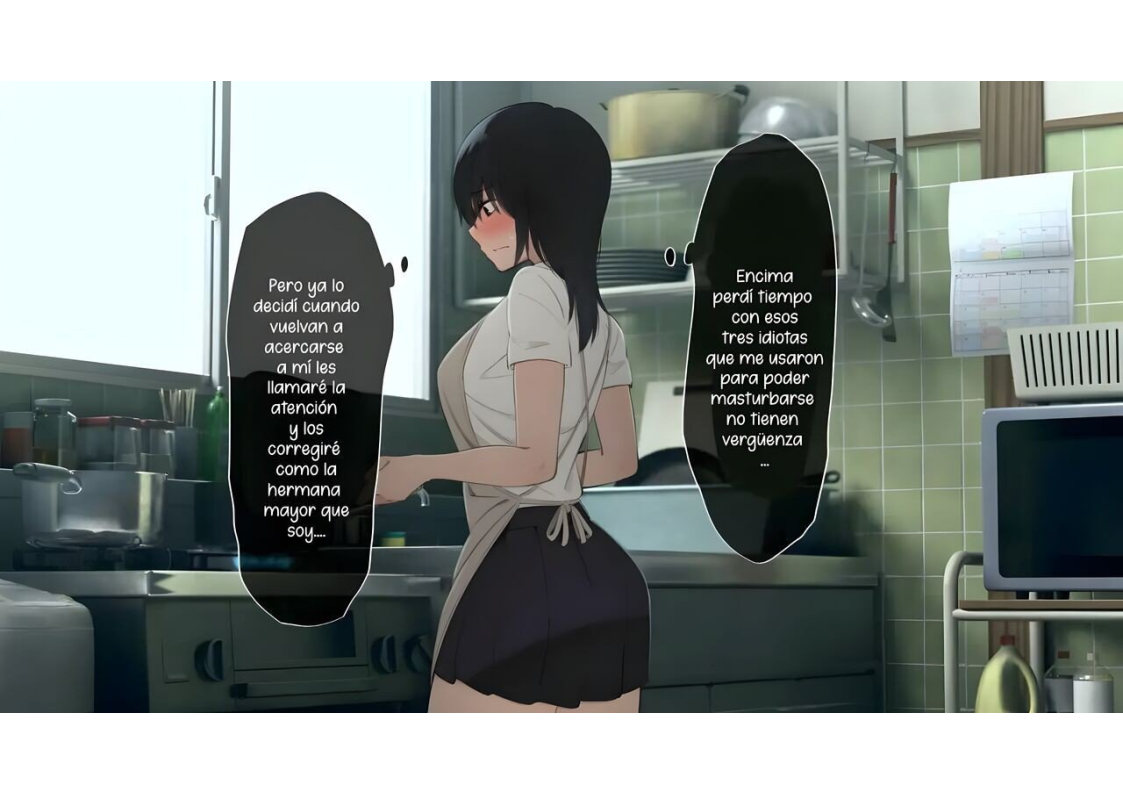 Encima
perdí tiempo
con esos
tres idiotas
que me usaron
para poder
masturbarse
no tienen
vergüenza
...
Pero ya lo
decidí cuando
vuelvan a
acercarse
a mí les
llamaré la
atención
y los
corregiré
como la
hermana
mayor que
soy....